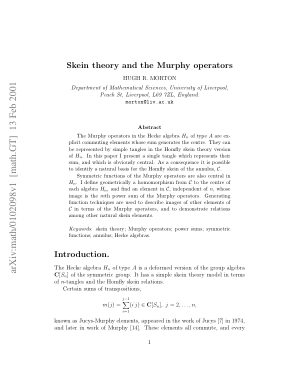 arXiv:math/0102098v1 [math.GT] 13 Feb 2001
Skein theory and the Murphy operators
HUGH R. MORTON
Department of Mathematical Sciences, University of Liverpool,
Peach St, Liverpool, L69 7ZL, England.
morton@liv.ac.uk
Abstract
The Murphy operators in the Hecke algebra H_n of type A are ex-
plicit commuting elements whose sum generates the centre. They can
be represented by simple tangles in the Homfly skein theory version
of H_n. In this paper I present a single tangle which represents their
sum, and which is obviously central. As a consequence it is possible
to identify a natural basis for the Homfly skein of the annulus, C.
Symmetric functions of the Murphy operators are also central in
H_n. I define geometrically a homomorphism from C to the centre of
each algebra H_n, and find an element in C, independent of n, whose
image is the mth power sum of the Murphy operators. Generating
function techniques are used to describe images of other elements of
C in terms of the Murphy operators, and to demonstrate relations
among other natural skein elements.
Keywords: skein theory; Murphy operators; power sums; symmetric
functions; annulus; Hecke algebras.
Introduction.
The Hecke algebra H_n of type A is a deformed version of the group algebra
C[S_n] of the symmetric group. It has a simple skein theory model in terms
of n-tangles and the Homfly skein relations.
Certain sums of transpositions,
m(j) = ∑_{i=1}^{j−1} (i j) ∈ C[S_n], j = 2, ..., n,
known as Jucys-Murphy elements, appeared in the work of Jucys [7] in 1974,
and later in work of Murphy [14]. These elements all commute, and every
1